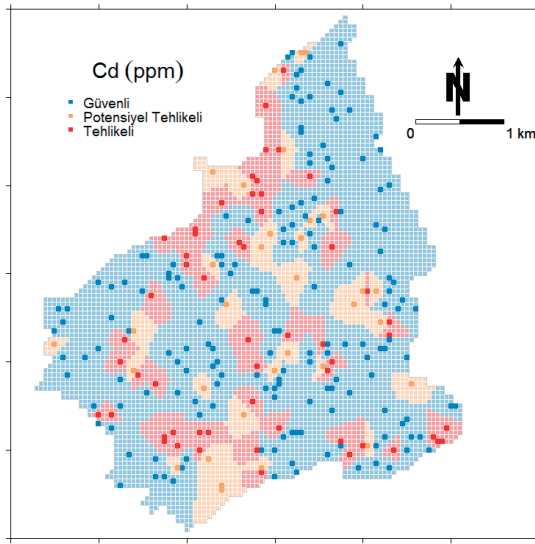 Cd (ppm)
Güvenli
Potensiyel Tehlikeli
Tehlikeli
N
0 1 km